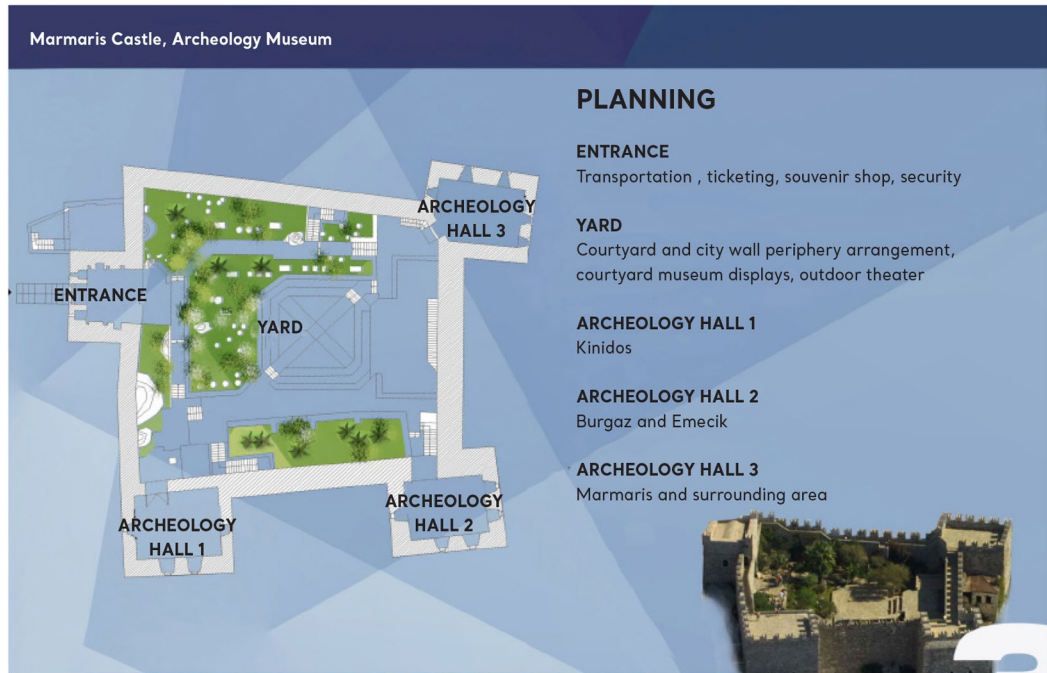 Marmaris Castle, Archeology Museum
PLANNING
ENTRANCE
Transportation , ticketing, souvenir shop, security
YARD
Courtyard and city wall periphery arrangement,
courtyard museum displays, outdoor theater
ARCHEOLOGY HALL 1
Kinidos
ARCHEOLOGY HALL 2
Burgaz and Emecik
ARCHEOLOGY HALL 3
Marmaris and surrounding area
ARCHEOLOGY
HALL 3
ENTRANCE
YARD
ARCHEOLOGY
HALL 2
ARCHEOLOGY
HALL 1